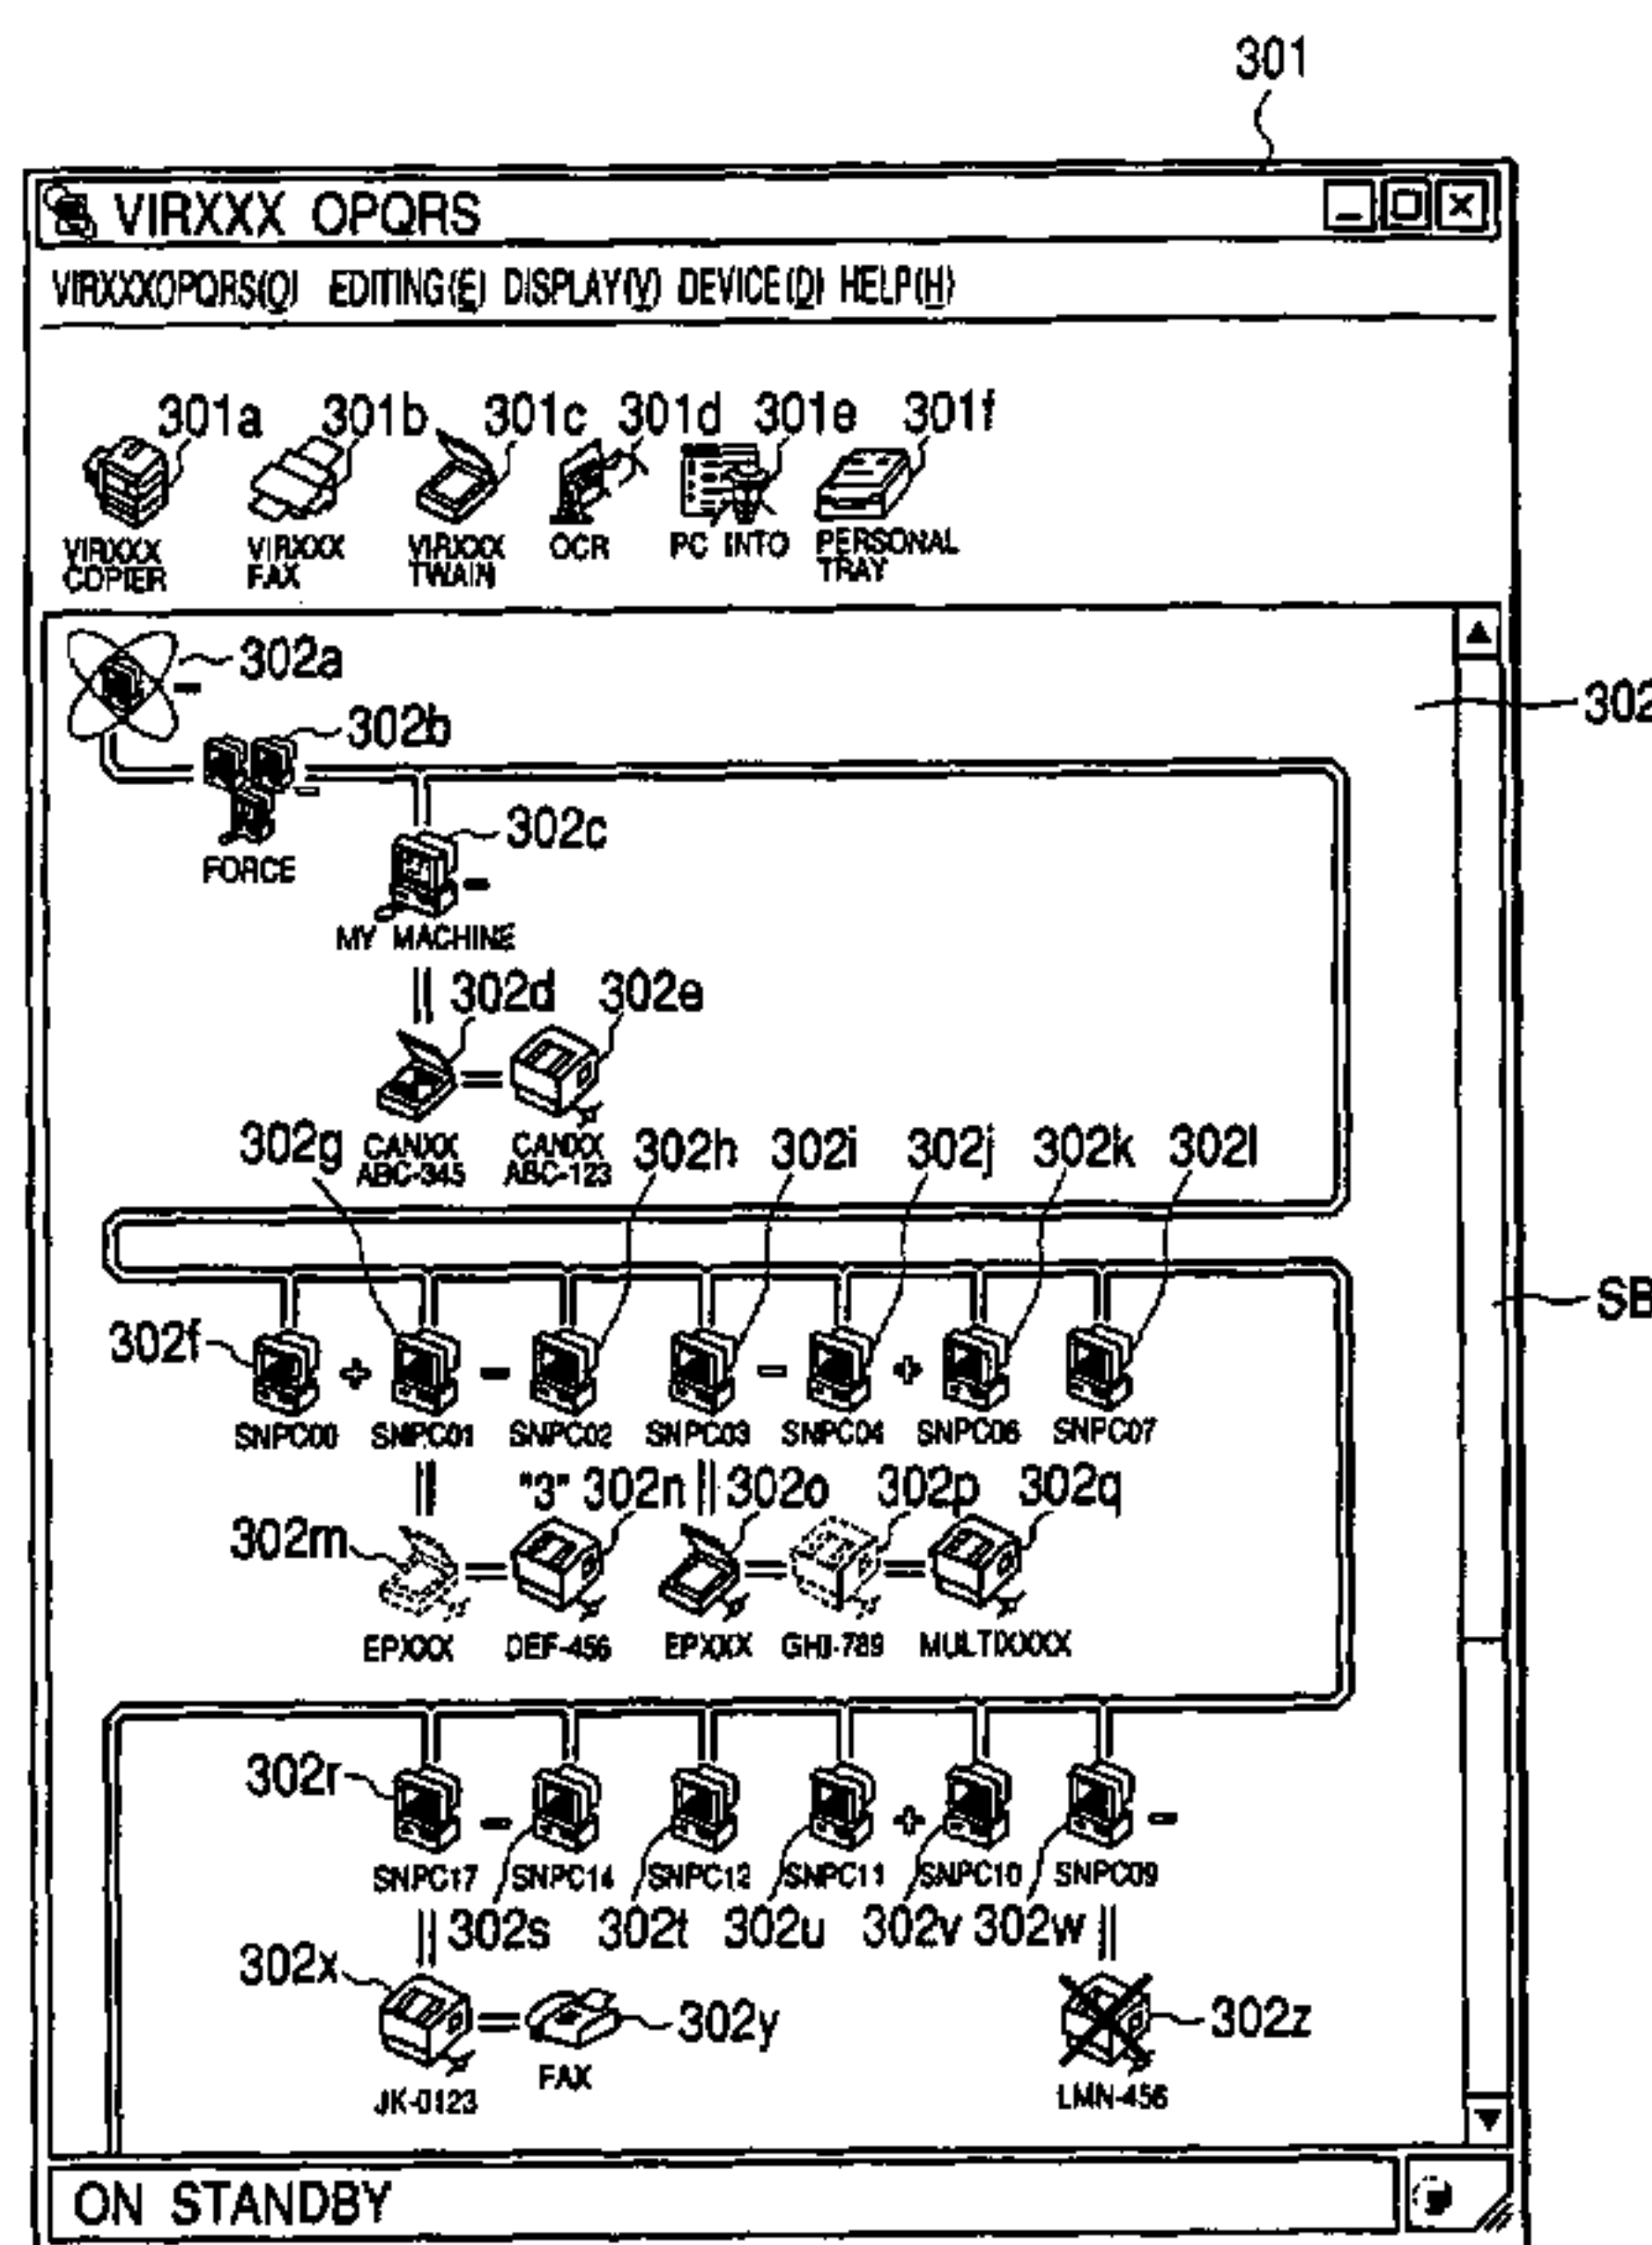 301
VIRXXX OPQRS
VIRXXXOPQRS(O) EDITING(E) DISPLAY(V) DEVICE(D) HELP(H)
301a 301b 301c 301d 301e 301f
VIRXXX COPIER
VIRXXX FAX
VIRXXX TWAIN
OCR
PC INTO
PERSONAL TRAY
302a
302
302b
FORCE
302c
MY MACHINE
302d 302e
CANXX ABC-345
CANXX ABC-123
302g 302h 302i 302j 302k 302l
SB
302f + - - +
SNPC00 SNPC01 SNPC02 SNPC03 SNPC04 SNPC06 SNPC07
"3" 302n 302o 302p 302q
302m
EPXXX DEF-456 EPXXX GHI-789 MULTIXXXX
302r - + -
SNPC17 SNPC14 SNPC12 SNPC11 SNPC10 SNPC09
302s 302t 302u 302v 302w
302x 302y 302z
FAX
JK-0123 LMN-456
ON STANDBY